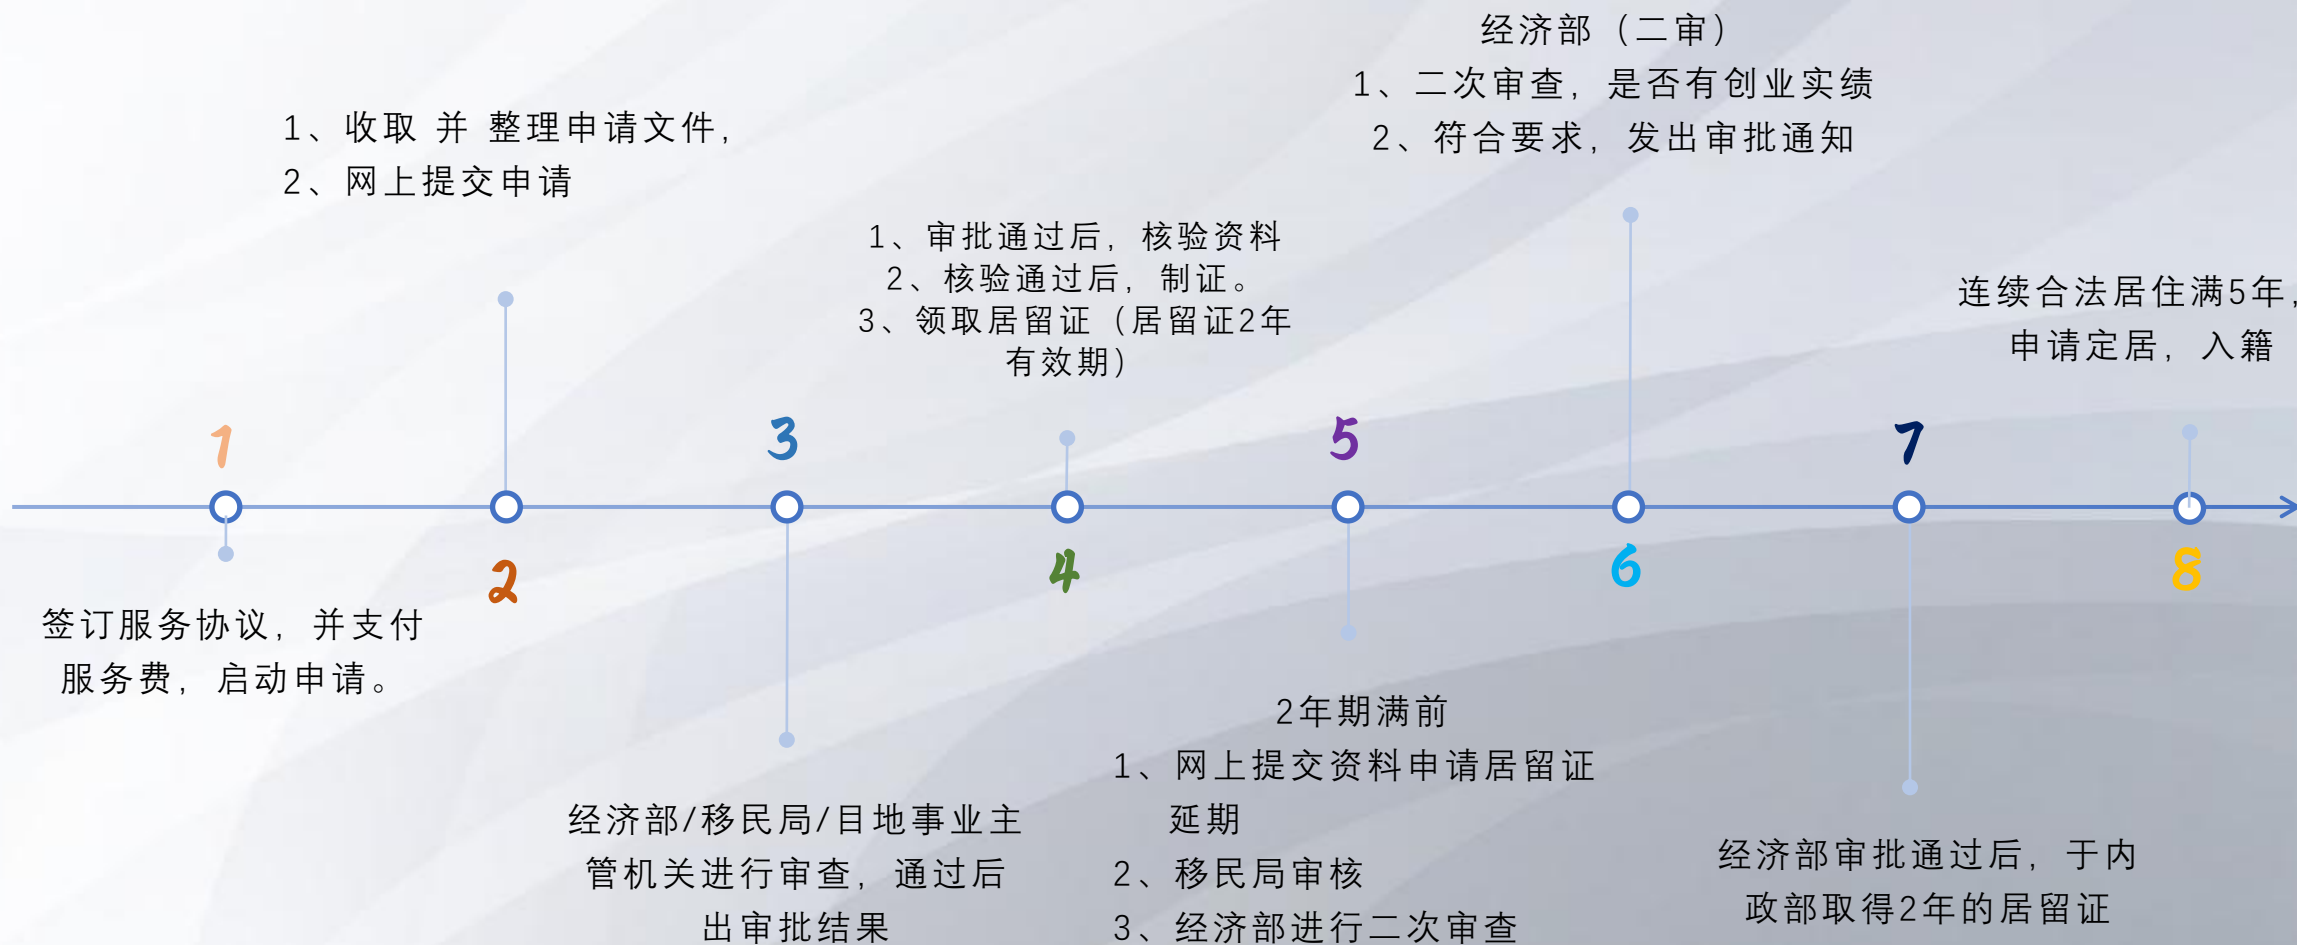 1
签订服务协议，并支付
服务费，启动申请。
1、收取 并 整理申请文件，
2、网上提交申请
2
3
经济部/移民局/目地事业主
管机关进行审查，通过后
出审批结果
1、审批通过后，核验资料
2、核验通过后，制证。
3、领取居留证（居留证2年
有效期）
4
5
2年期满前
1、网上提交资料申请居留证
延期
2、移民局审核
3、经济部进行二次审查
经济部（二审）
1、二次审查，是否有创业实绩
2、符合要求，发出审批通知
6
7
经济部审批通过后，于内
政部取得2年的居留证
连续合法居住满5年，
申请定居，入籍
8